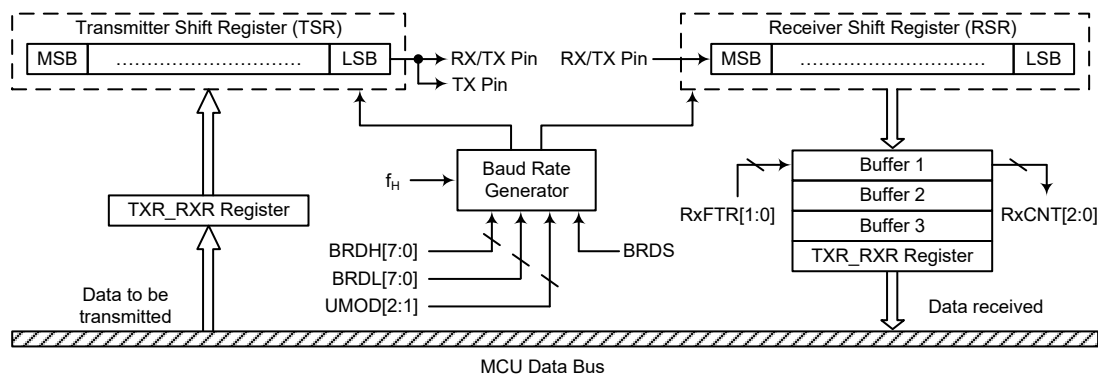 Transmitter Shift Register (TSR)
MSB ………………………… LSB
RX/TX Pin
TX Pin
Receiver Shift Register (RSR)
RX/TX Pin
MSB ………………………… LSB
TXR_RXR Register
fH
Baud Rate
Generator
BRDH[7:0]
BRDL[7:0]
UMOD[2:1]
BRDS
Buffer 1
Buffer 2
Buffer 3
TXR_RXR Register
RxFTR[1:0]
RxCNT[2:0]
Data to be
transmitted
Data received
MCU Data Bus